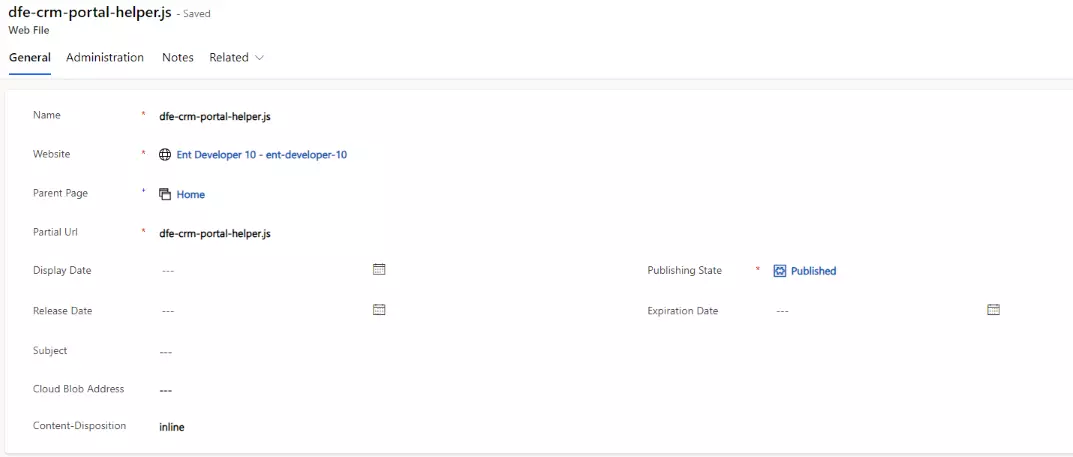 dfe-crm-portal-helper.js - Saved
Web File
General Administration Notes Related
Name * dfe-crm-portal-helper.js
Website * Ent Developer 10 - ent-developer-10
Parent Page + Home
Partial Url * dfe-crm-portal-helper.js
Display Date --- Publishing State * Published
Release Date --- Expiration Date ---
Subject ---
Cloud Blob Address ---
Content-Disposition inline